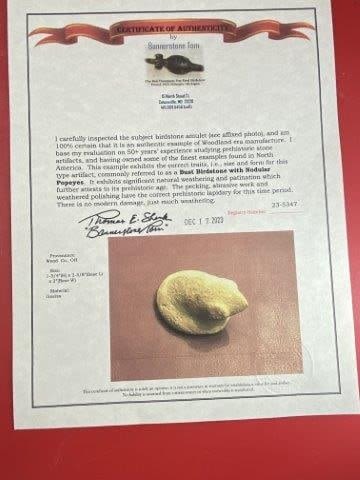 CERTIFICATE OF AUTHENTICITY
by
Bannerstone Tom
I carefully inspected the subject birdstone amulet (see affixed photo), and am
100% certain that it is an authentic example of Woodland era manufacture. I
base my evaluation on 50+ years' experience studying prehistoric stone
artifacts, and having owned some of the finest examples found in North
America. This example exhibits the correct traits, i.e., size and form for this
type artifact, commonly referred to as a Bust Birdstone with Nodular
Popeyes. It exhibits significant natural weathering and patination which
further attests to its prehistoric age. The pecking, abrasive work and
weathered polishing have the correct prehistoric lapidary for this time period.
There is no modern damage, just much weathering.
23-5347
Registry Number
Thomas E.
"Bannerstone Tom"
DEC 1 2023
Provenance:
Wood Co., OH
Size:
Material: